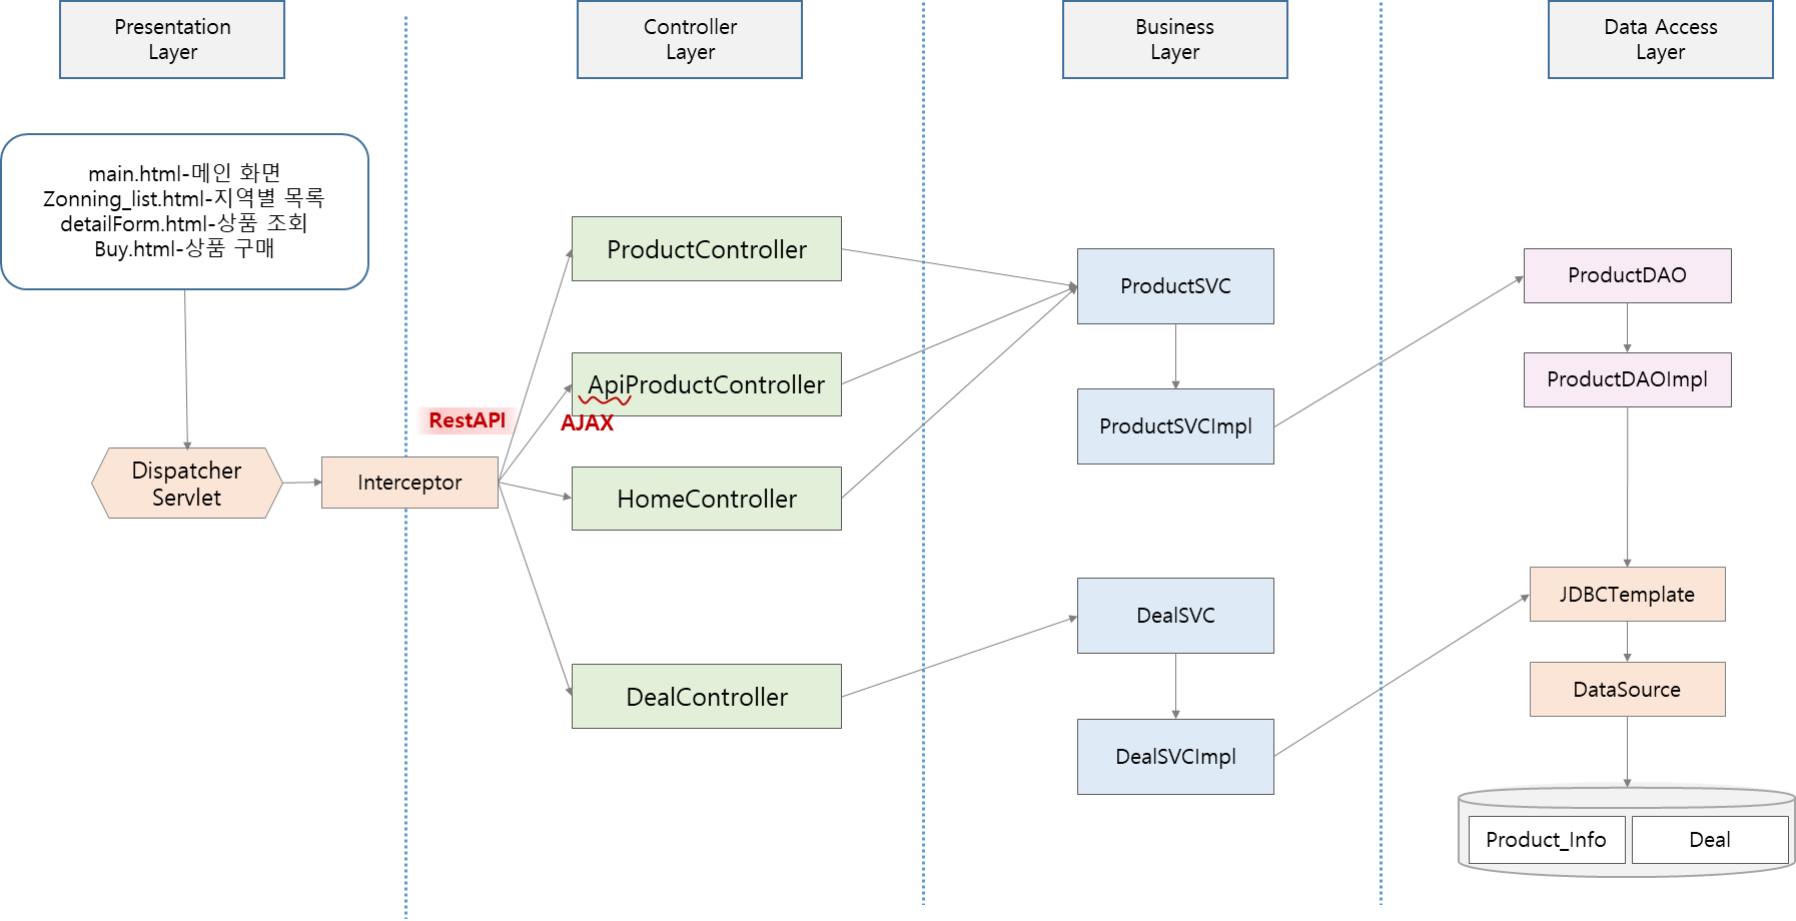 Presentation
Layer
Controller
Layer
Business
Layer
Data Access
Layer
main.html-메인 화면
Zonning_list.html-지역별 목록
detailForm.html-상품 조회
Buy.html-상품 구매
ProductController
ProductSVC
ProductDAO
ApiProductController
ProductDAOImpl
RestAPI
AJAX
ProductSVCImpl
Dispatcher
Servlet
Interceptor
HomeController
DealSVC
JDBCTemplate
DealController
DataSource
DealSVCImpl
Product_Info
Deal